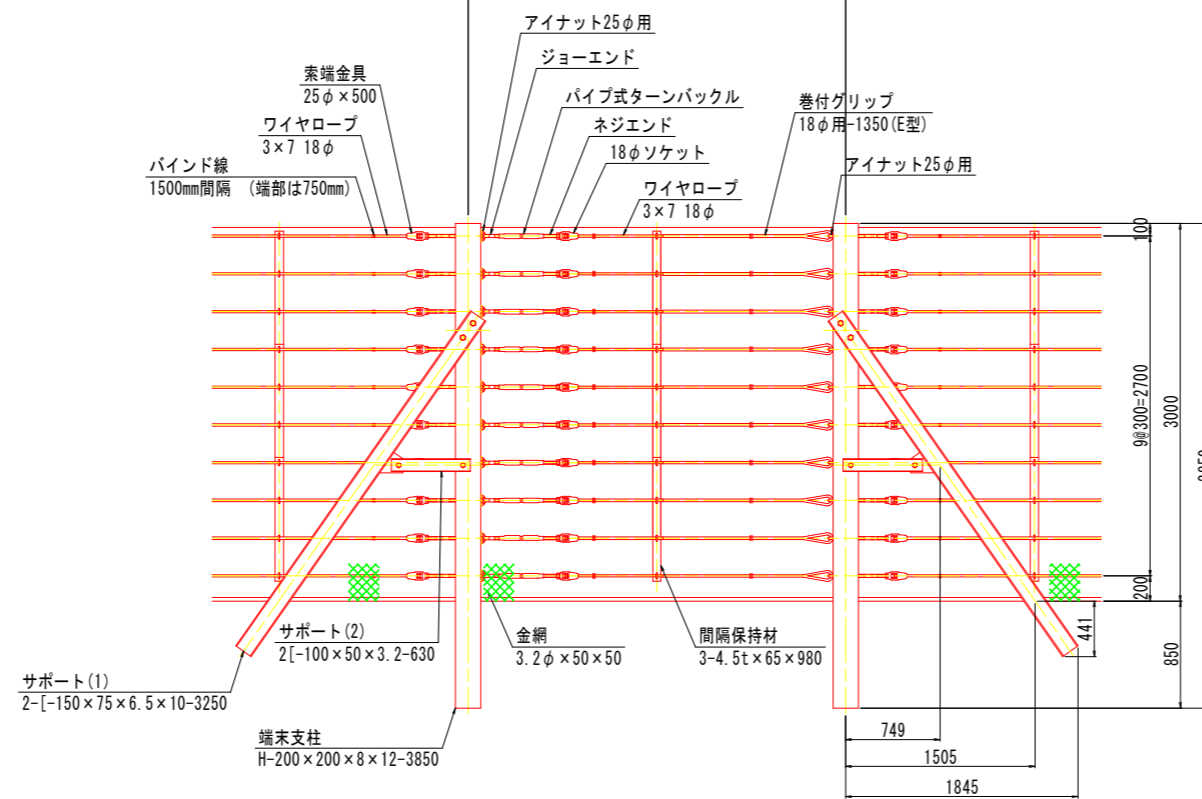 アイナット25φ用
ジョーエンド
索端金具
25φ×500
パイプ式ターンバックル
巻付グリップ
18φ用-1350(E型)
ワイヤロープ
3×7 18φ
ネジエンド
18φソケット
バインド線
1500mm間隔 (端部は750mm)
アイナット25φ用
ワイヤロープ
3×7 18φ
100
9@300=2700
3000
200
441
850
サポート(2)
2[-100×50×3.2-630
金網
3.2φ×50×50
間隔保持材
3-4.5t×65×980
サポート(1)
2-[-150×75×6.5×10-3250
端末支柱
H-200×200×8×12-3850
749
1505
1845